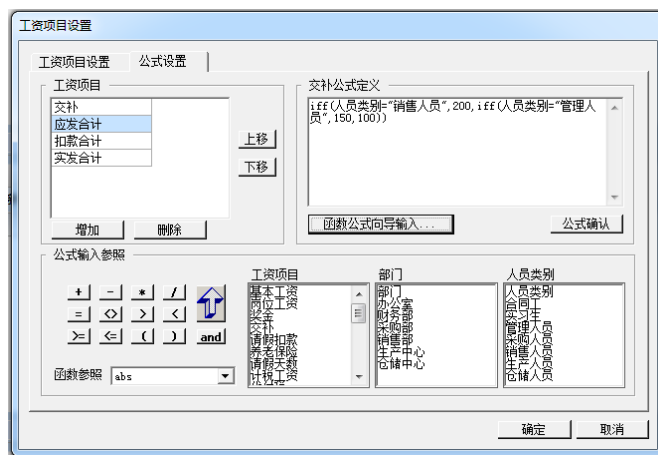 工资项目设置
工资项目设置 公式设置
工资项目
交补
应发合计
扣款合计
实发合计
上移
下移
增加 删除
交补公式定义
iff(人员类别="销售人员",200,iff(人员类别="管理人
员",150,100))
函数公式向导输入... 公式确认
公式输入参照
+ - * /
= <> > <
>= <= ( ) and
函数参照 abs
工资项目
基本工资
岗位工资
奖金
交补
请假扣款
养老保险
请假天数
计税工资
部门
部门
办公室
财务部
采购部
销售部
生产中心
仓储中心
人员类别
人员类别
合同工
实习生
管理人员
采购人员
销售人员
生产人员
仓储人员
确定 取消